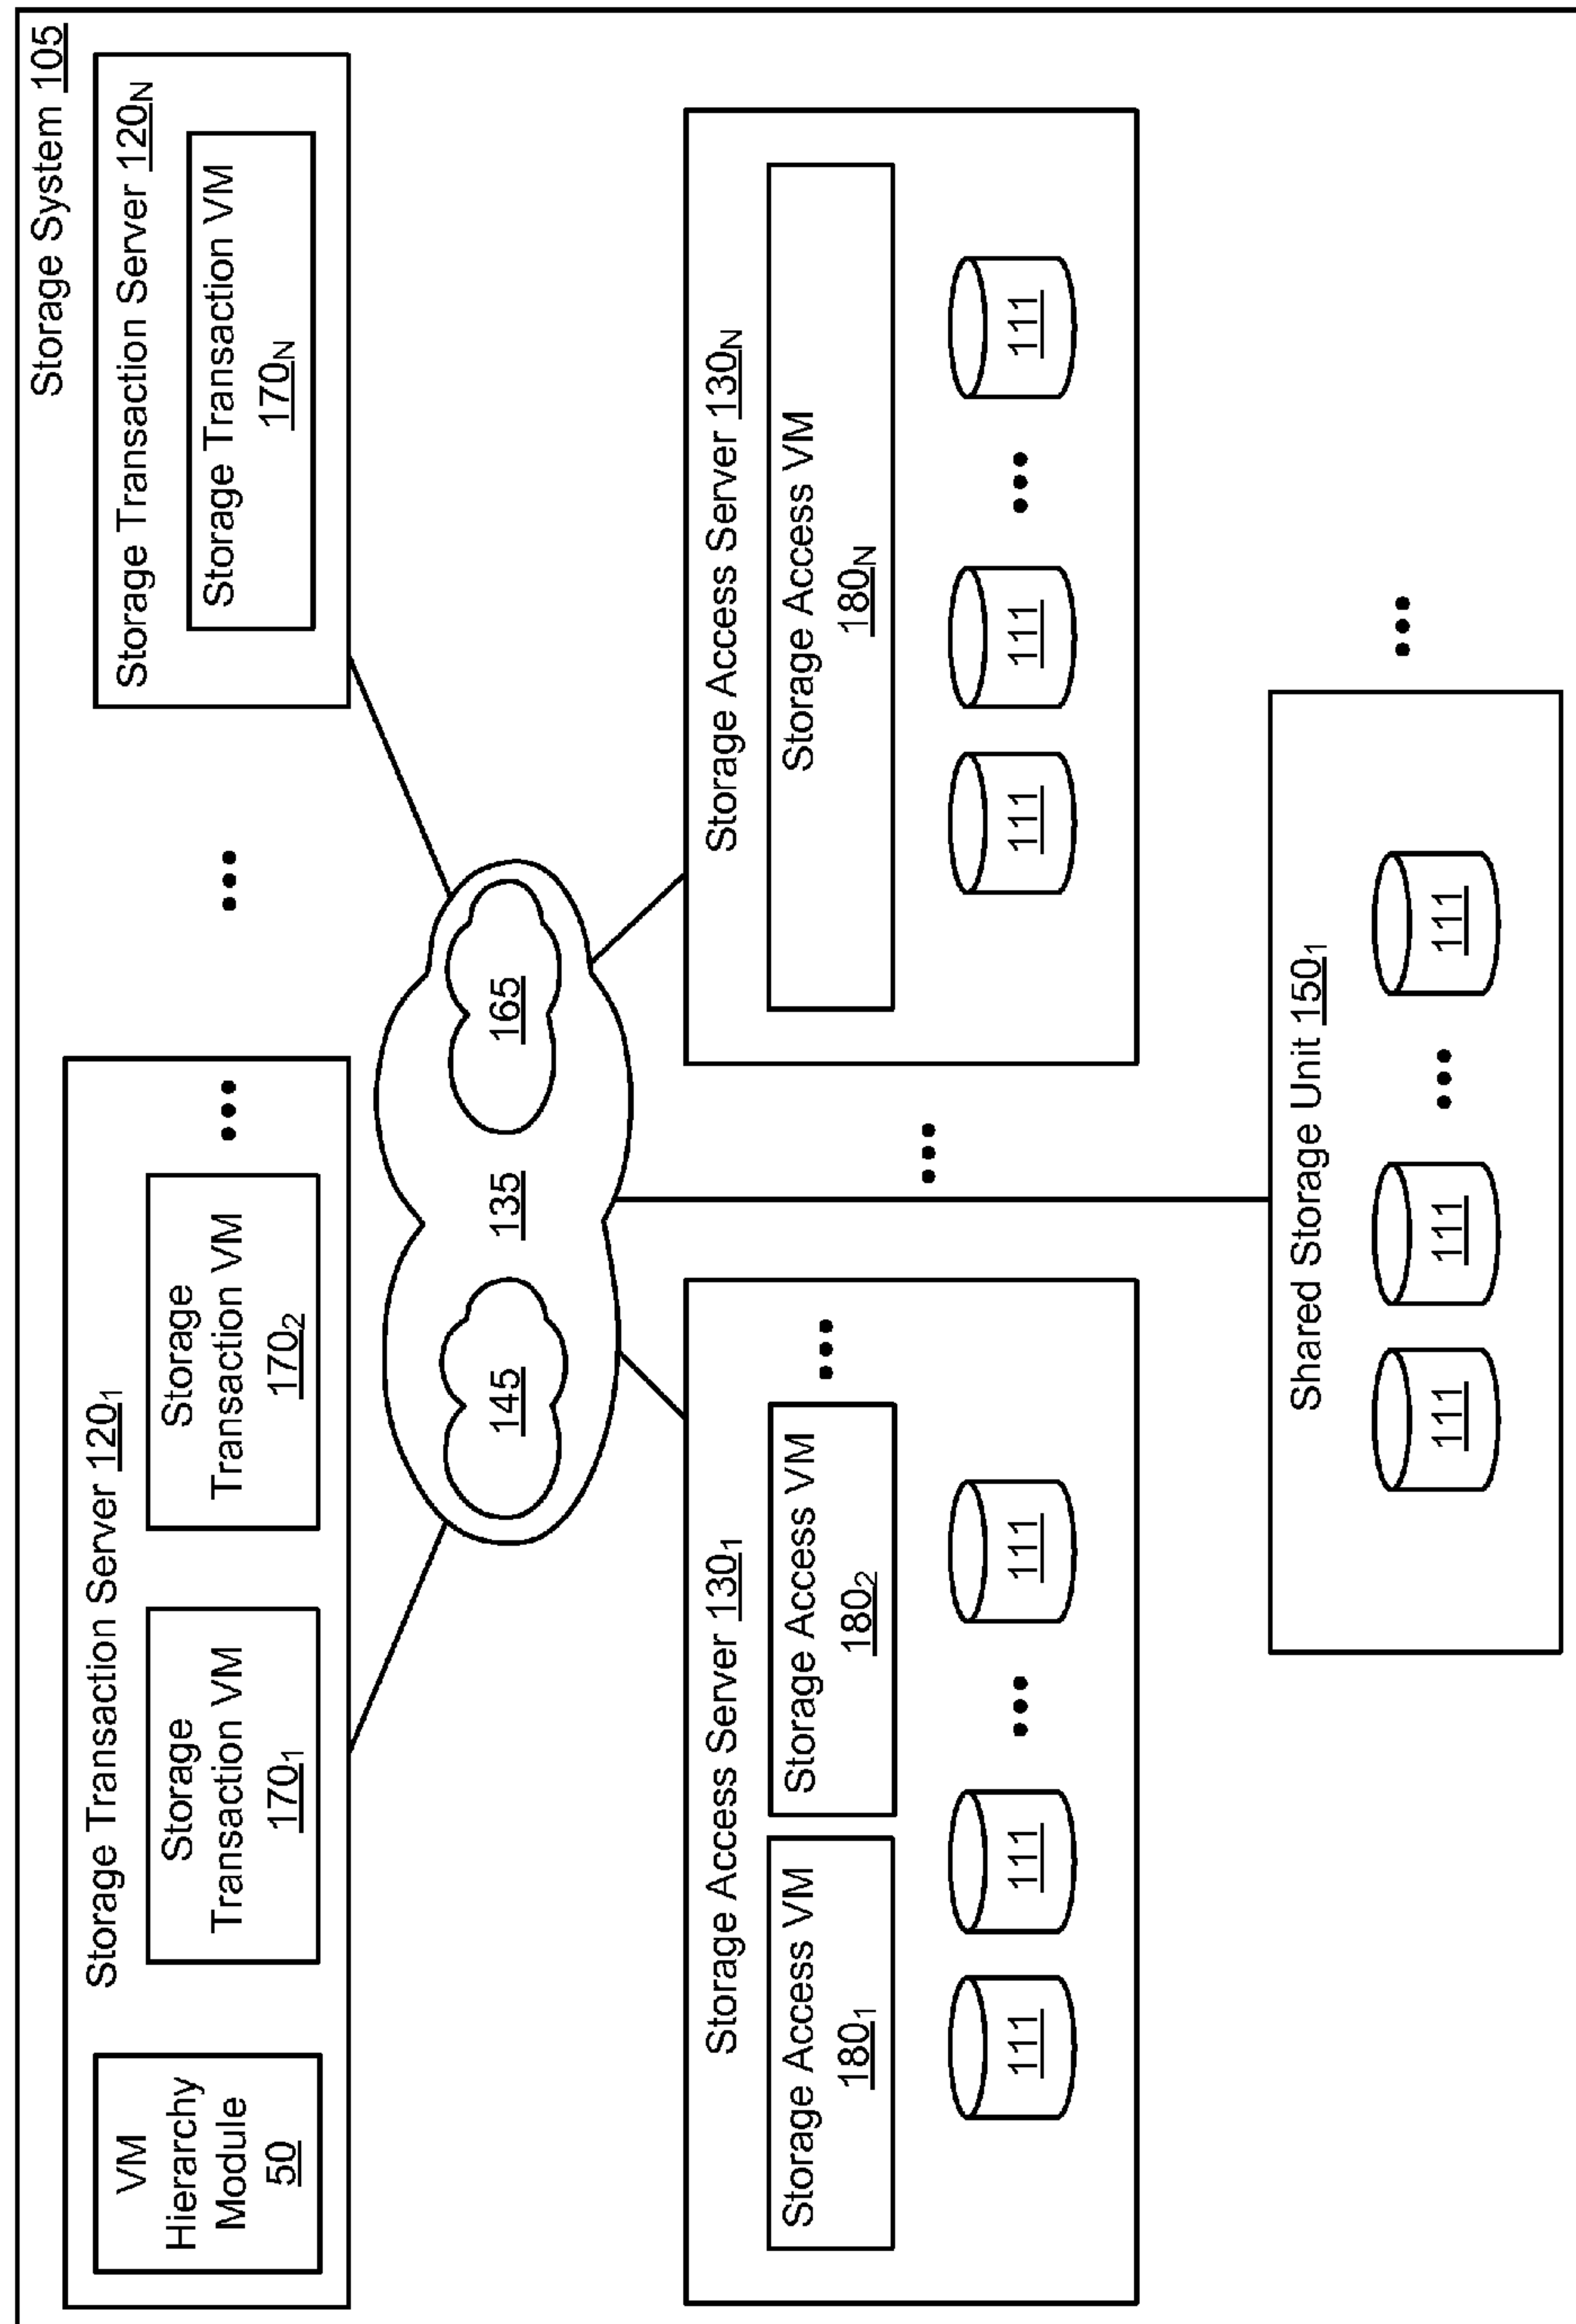 Storage System 105
Storage Transaction Server 120₁
VM
Hierarchy
Module
50
Storage
Transaction VM
170₁
Storage
Transaction VM
170₂
•••
•••
Storage Transaction Server 120N
Storage Transaction VM
170N
145
135
165
Storage Access Server 130₁
Storage Access VM
180₁
Storage Access VM
180₂
•••
111
111
•••
111
•••
Storage Access Server 130N
Storage Access VM
180N
111
111
•••
111
Shared Storage Unit 150₁
111
111
•••
111
•••